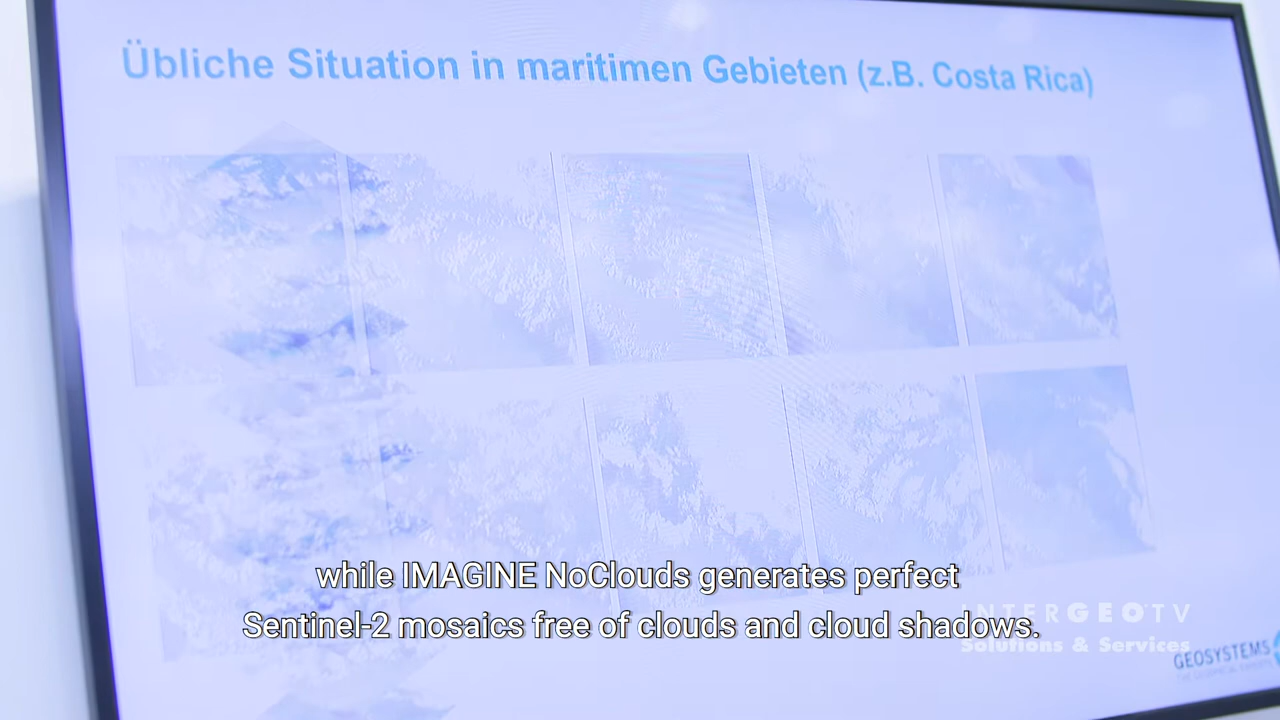 Übliche Situation in maritimen Gebieten (z.B. Costa Rica)
while IMAGINE NoClouds generates perfect
Sentinel-2 mosaics free of clouds and cloud shadows.
INTERGEO TV
Solutions & Services
GEOSYSTEMS